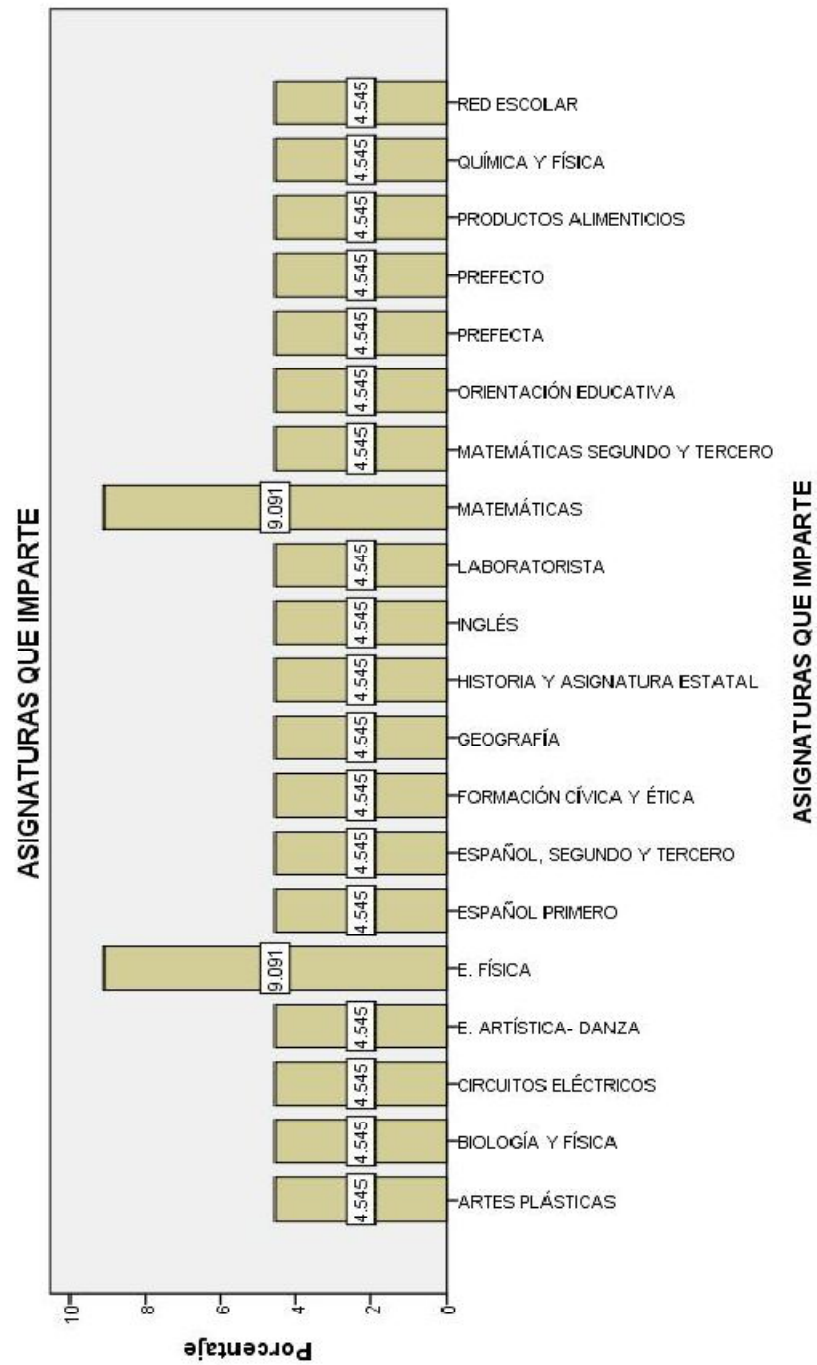 ASIGNATURAS QUE IMPARTE
RED ESCOLAR
4.545
QUÍMICA Y FÍSICA
4.545
PRODUCTOS ALIMENTICIOS
4.545
PREFECTO
4.545
PREFECTA
4.545
ORIENTACIÓN EDUCATIVA
4.545
MATEMÁTICAS SEGUNDO Y TERCERO
4.545
MATEMÁTICAS
9.091
LABORATORISTA
4.545
INGLÉS
4.545
HISTORIA Y ASIGNATURA ESTATAL
4.545
GEOGRAFÍA
4.545
FORMACIÓN CÍVICA Y ÉTICA
4.545
ESPAÑOL, SEGUNDO Y TERCERO
4.545
ESPAÑOL PRIMERO
4.545
E. FÍSICA
9.091
E. ARTÍSTICA- DANZA
4.545
CIRCUITOS ELÉCTRICOS
4.545
BIOLOGÍA Y FÍSICA
4.545
ARTES PLÁSTICAS
4.545
10
8
6
4
2
0
Porcentaje
ASIGNATURAS QUE IMPARTE